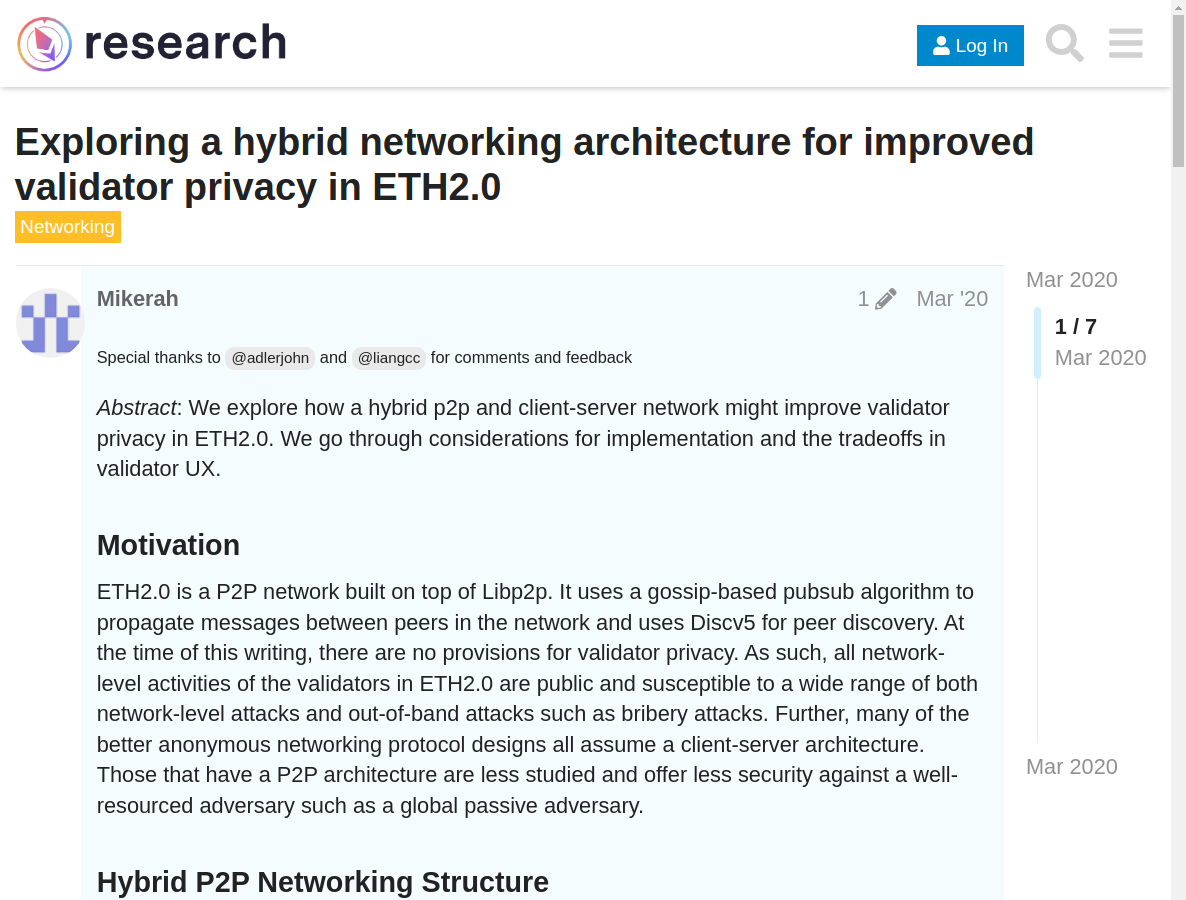 research
Log In
Exploring a hybrid networking architecture for improved
validator privacy in ETH2.0
Networking
Mikerah
1
Mar '20
Special thanks to @adlerjohn and @liangcc for comments and feedback
Abstract: We explore how a hybrid p2p and client-server network might improve validator
privacy in ETH2.0. We go through considerations for implementation and the tradeoffs in
validator UX.
Motivation
ETH2.0 is a P2P network built on top of Libp2p. It uses a gossip-based pubsub algorithm to
propagate messages between peers in the network and uses Discv5 for peer discovery. At
the time of this writing, there are no provisions for validator privacy. As such, all network-
level activities of the validators in ETH2.0 are public and susceptible to a wide range of both
network-level attacks and out-of-band attacks such as bribery attacks. Further, many of the
better anonymous networking protocol designs all assume a client-server architecture.
Those that have a P2P architecture are less studied and offer less security against a well-
resourced adversary such as a global passive adversary.
Hybrid P2P Networking Structure
Mar 2020
1 / 7
Mar 2020
Mar 2020